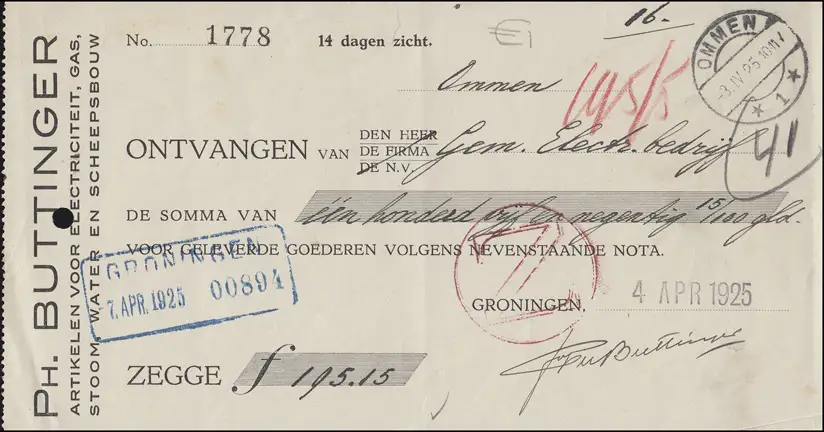 PH. BUTTINGER
ARTIKELEN VOOR ELECTRICITEIT, GAS,
STOOM, WATER EN SCHEEPSBOUW
No. 1778 14 dagen zicht.
16.-
OMMEN 1
Ommen
ONTVANGEN VAN
DEN HEER
DE FIRMA
DE N.V.
Gem. Electr. bedrijf
41
DE SOMMA VAN één honderd vijf en negentig 15/100 gld.
VOOR GELEVERDE GOEDEREN VOLGENS NEVENSTAANDE NOTA.
GRONINGEN
7. APR. 1925 00894
GRONINGEN, 4 APR 1925
ZEGGE f 195.15
Buttinger